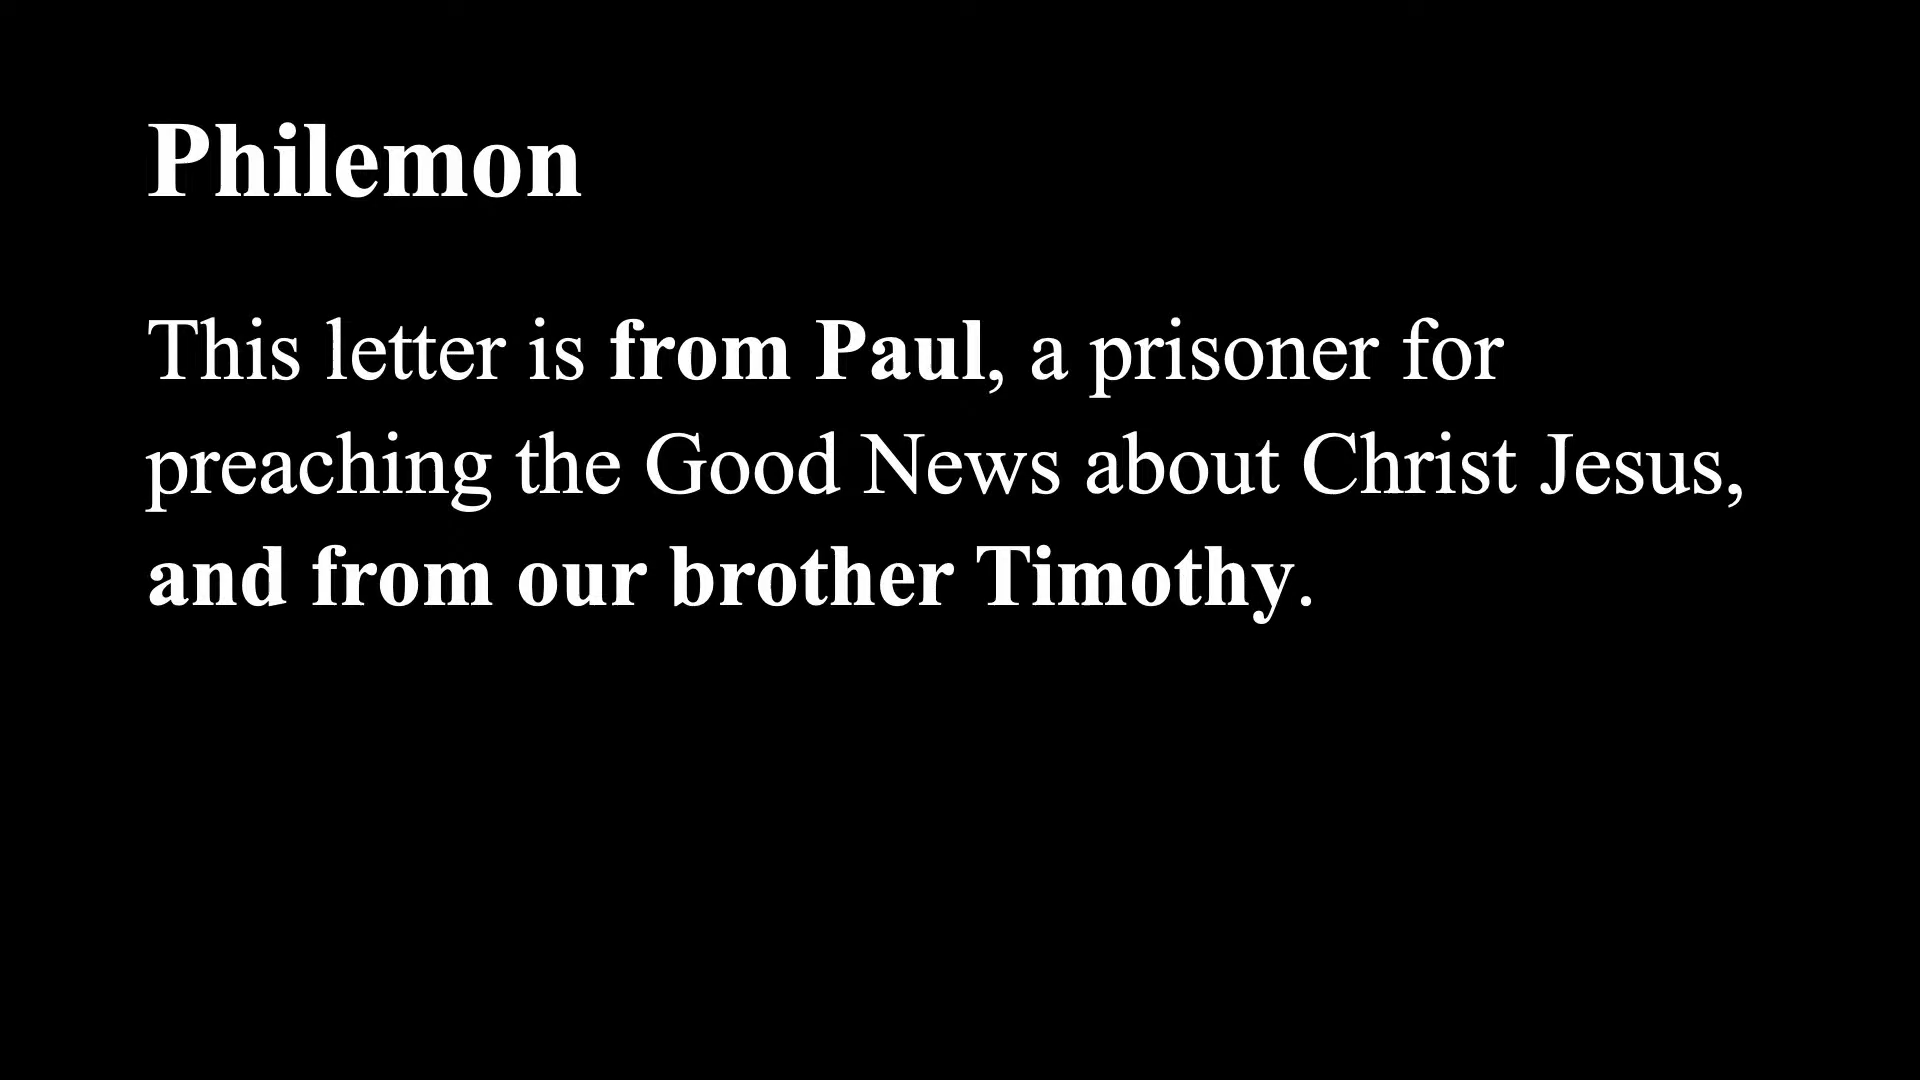 Philemon
This letter is from Paul, a prisoner for
preaching the Good News about Christ Jesus,
and from our brother Timothy.